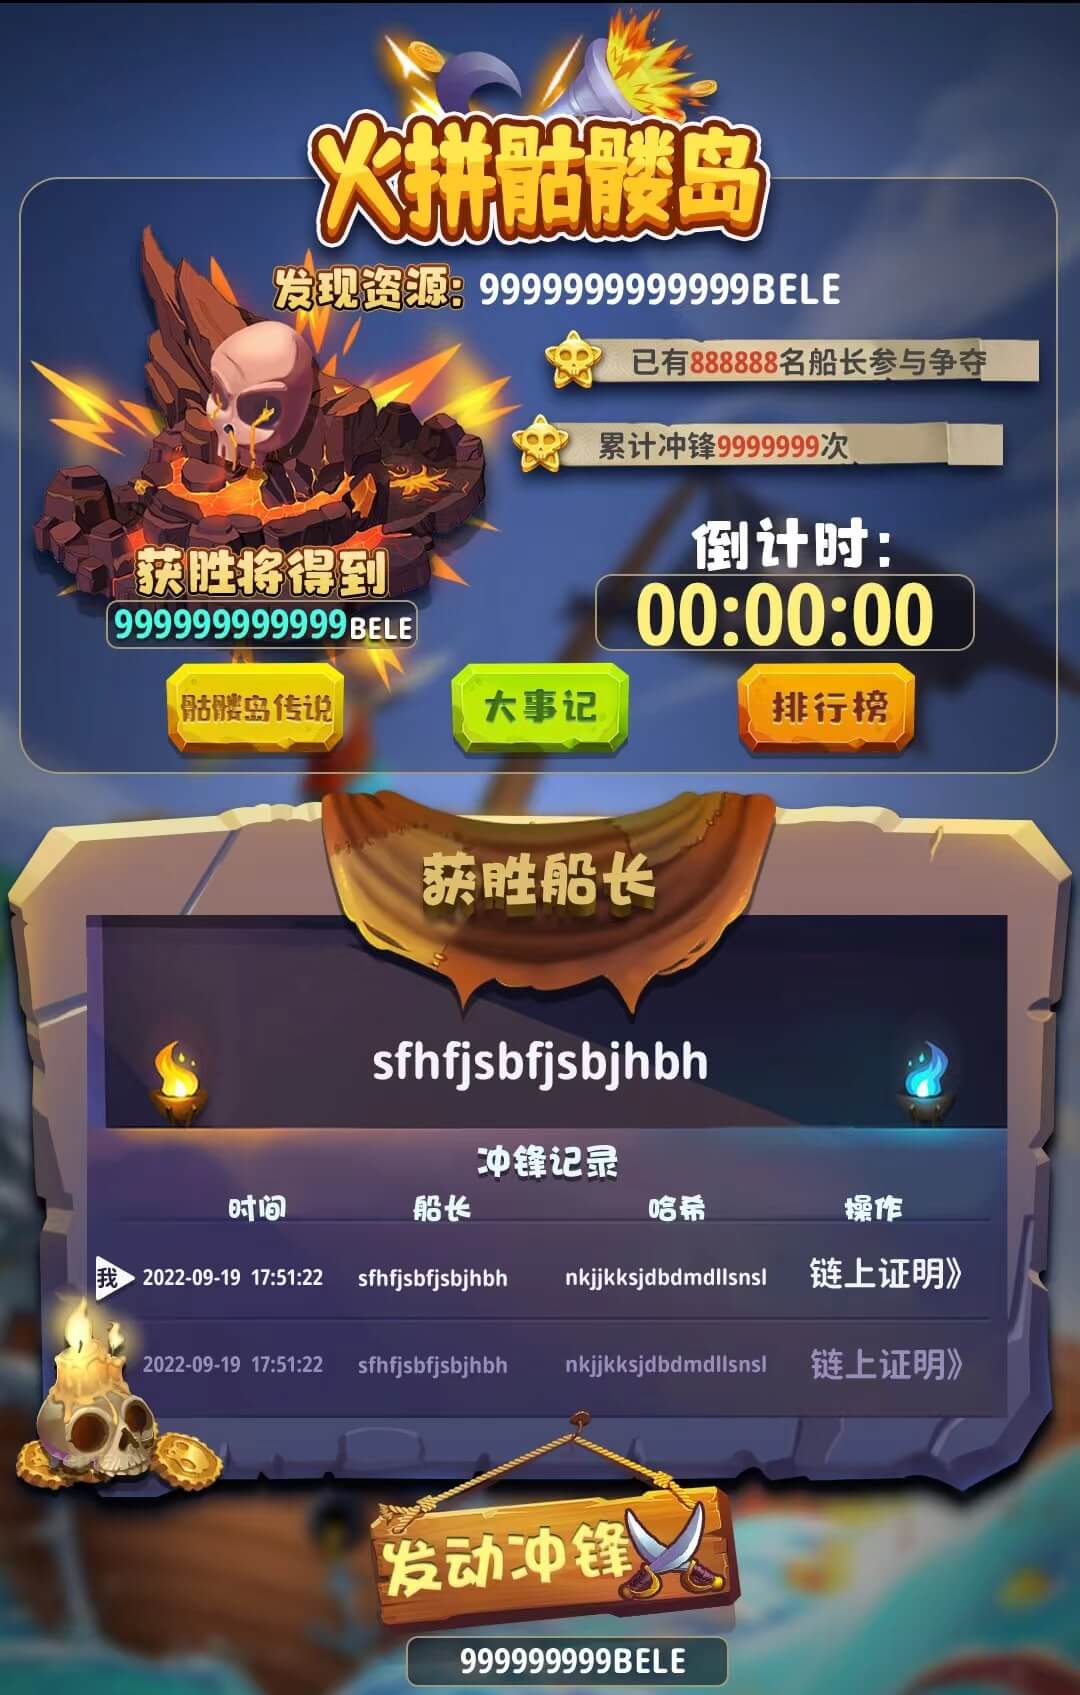 火拼骷髅岛
发现资源: 9999999999999BELE
已有888888名船长参与争夺
累计冲锋9999999次
倒计时:
00:00:00
获胜将得到
999999999999BELE
骷髅岛传说
大事记
排行榜
获胜船长
sfhfjsbfjsbjhbh
冲锋记录
时间 船长 哈希 操作
我 2022-09-19 17:51:22 sfhfjsbfjsbjhbh nkjjkksjdbdmdllsnsl 链上证明》
2022-09-19 17:51:22 sfhfjsbfjsbjhbh nkjjkksjdbdmdllsnsl 链上证明》
发动冲锋
999999999BELE